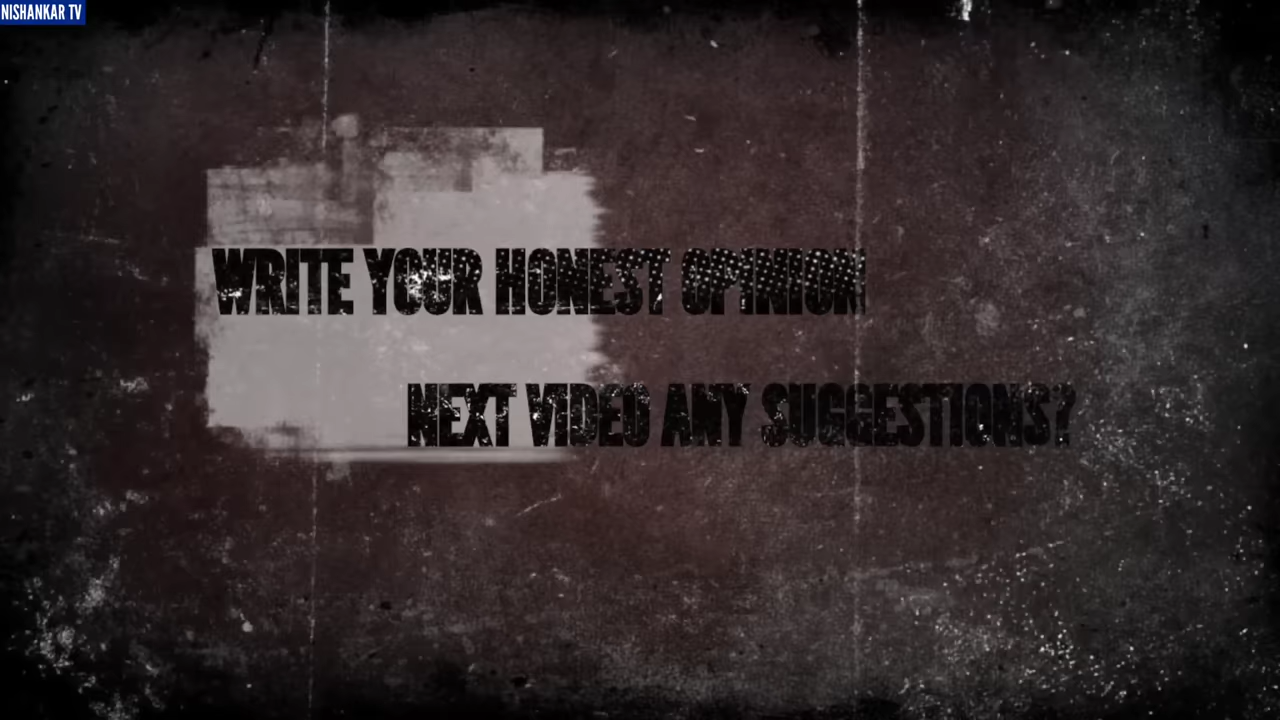 NISHANKAR TV
WRITE YOUR HONEST OPINION
NEXT VIDEO ANY SUGGESTIONS?